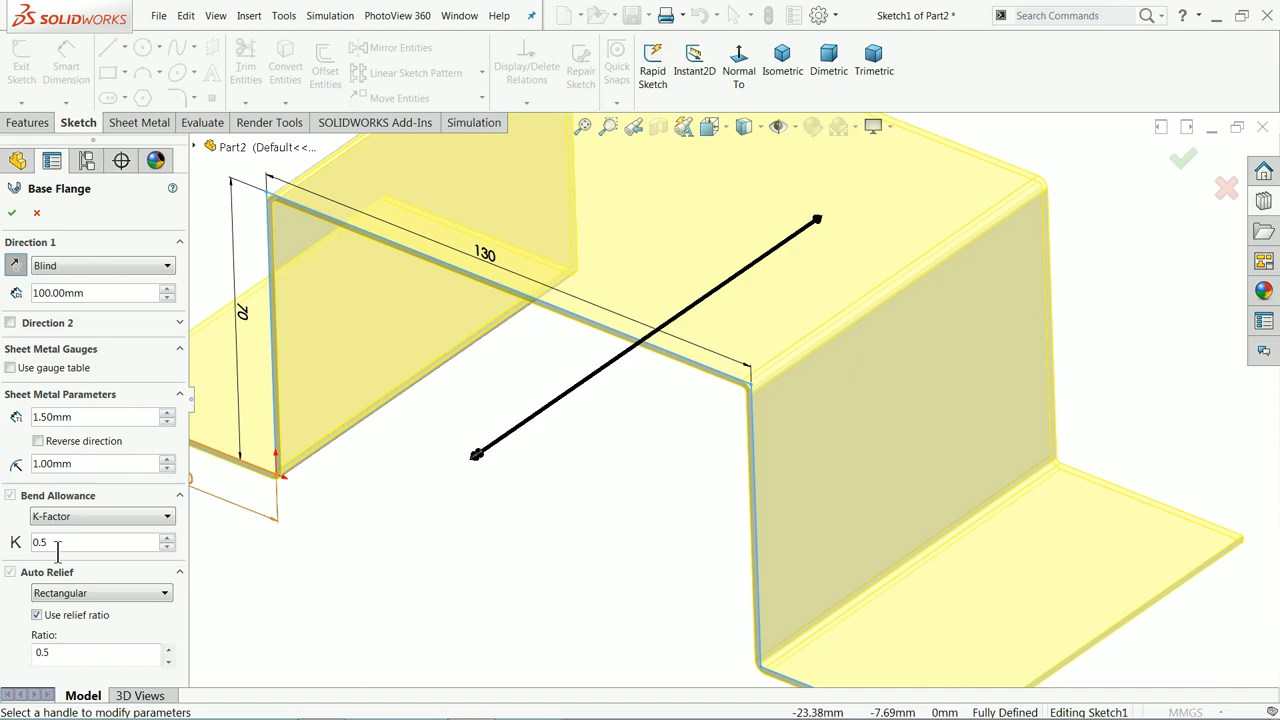 SOLIDWORKS
File
Edit
View
Insert
Tools
Simulation
PhotoView 360
Window
Help
Sketch1 of Part2 *
Search Commands
?
Exit Sketch
Smart Dimension
Trim Entities
Convert Entities
Offset Entities
Mirror Entities
Linear Sketch Pattern
Move Entities
Display/Delete Relations
Repair Sketch
Quick Snaps
Rapid Sketch
Instant2D
Normal To
Isometric
Dimetric
Trimetric
Features
Sketch
Sheet Metal
Evaluate
Render Tools
SOLIDWORKS Add-Ins
Simulation
Part2 (Default<<...
Base Flange
Direction 1
Blind
100.00mm
Direction 2
Sheet Metal Gauges
Use gauge table
Sheet Metal Parameters
1.50mm
Reverse direction
1.00mm
Bend Allowance
K-Factor
K
0.5
Auto Relief
Rectangular
Use relief ratio
Ratio:
0.5
130
70
Model
3D Views
Select a handle to modify parameters
-23.38mm
-7.69mm
0mm
Fully Defined
Editing Sketch1
MMGS